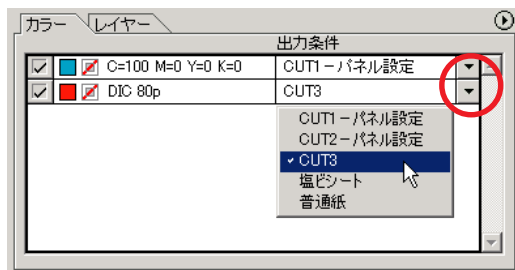 カラー レイヤー
出力条件
C=100 M=0 Y=0 K=0 CUT1－パネル設定
DIC 80p CUT3
CUT1－パネル設定
CUT2－パネル設定
CUT3
塩ビシート
普通紙